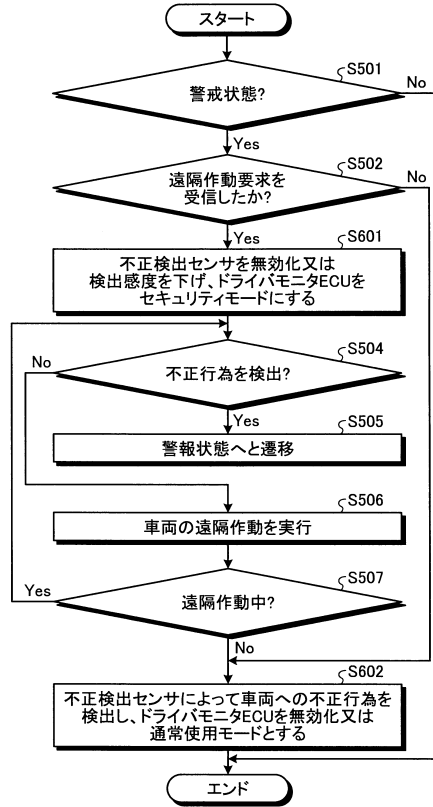 スタート
S501
警戒状態?
No
Yes
S502
遠隔作動要求を
受信したか?
No
Yes
S601
不正検出センサを無効化又は
検出感度を下げ、ドライバモニタECUを
セキュリティモードにする
S504
No
不正行為を検出?
Yes
S505
警報状態へと遷移
S506
車両の遠隔作動を実行
S507
Yes
遠隔作動中?
No
S602
不正検出センサによって車両への不正行為を
検出し、ドライバモニタECUを無効化又は
通常使用モードとする
エンド